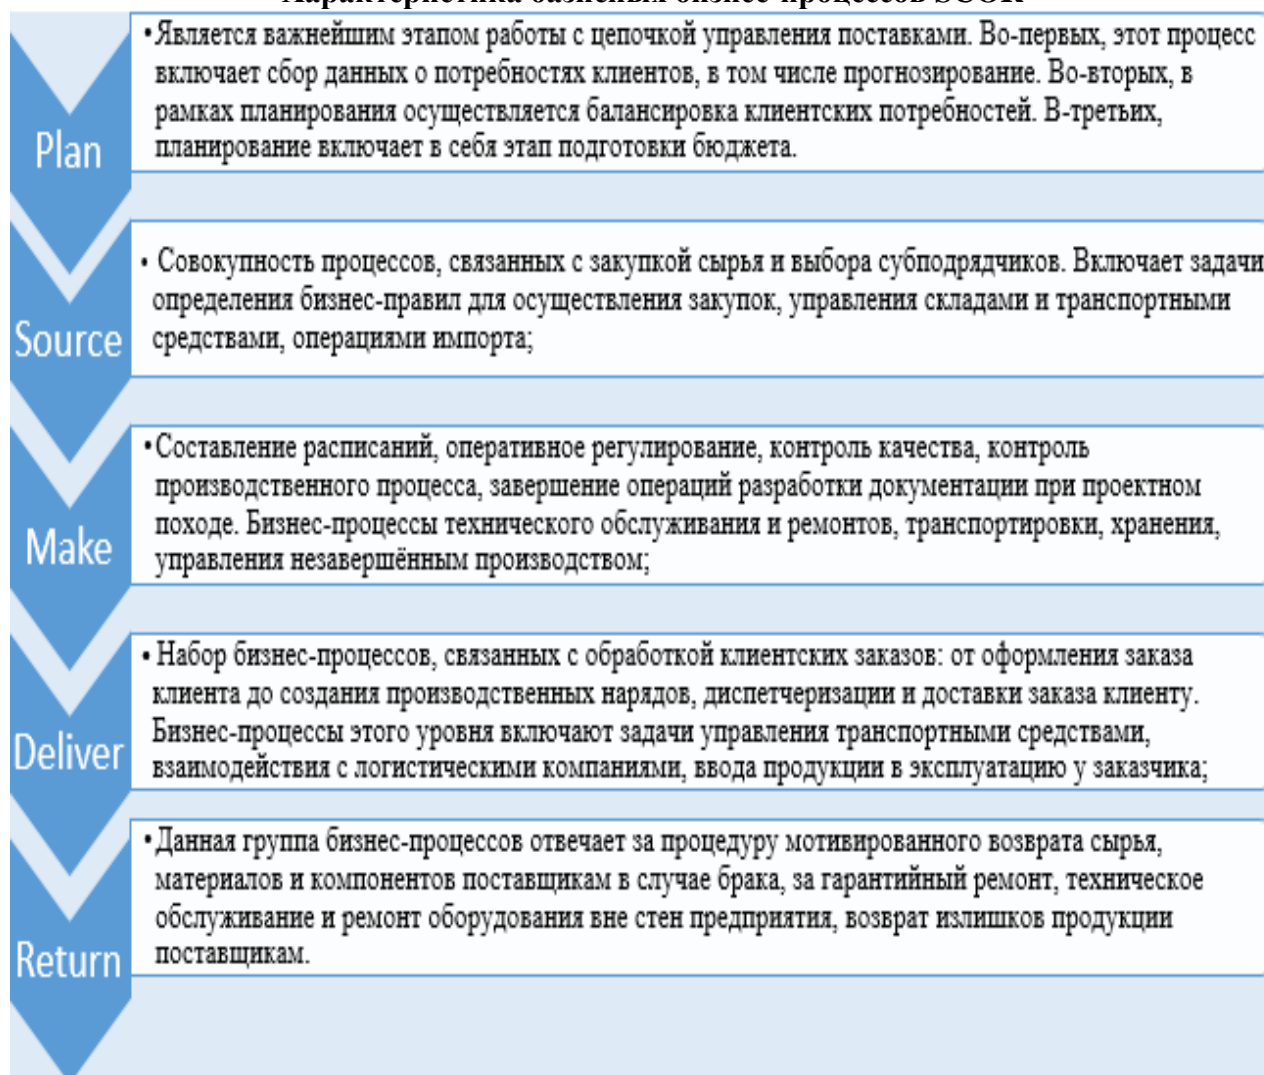 Характеристика базисных бизнес-процессов SCOR
•Является важнейшим этапом работы с цепочкой управления поставками. Во-первых, этот процесс
включает сбор данных о потребностях клиентов, в том числе прогнозирование. Во-вторых, в
рамках планирования осуществляется балансировка клиентских потребностей. В-третьих,
планирование включает в себя этап подготовки бюджета.
Plan
• Совокупность процессов, связанных с закупкой сырья и выбора субподрядчиков. Включает задачи
определения бизнес-правил для осуществления закупок, управления складами и транспортными
средствами, операциями импорта;
Source
•Составление расписаний, оперативное регулирование, контроль качества, контроль
производственного процесса, завершение операций разработки документации при проектном
походе. Бизнес-процессы технического обслуживания и ремонтов, транспортировки, хранения,
управления незавершённым производством;
Make
• Набор бизнес-процессов, связанных с обработкой клиентских заказов: от оформления заказа
клиента до создания производственных нарядов, диспетчеризации и доставки заказа клиенту.
Бизнес-процессы этого уровня включают задачи управления транспортными средствами,
взаимодействия с логистическими компаниями, ввода продукции в эксплуатацию у заказчика;
Deliver
•Данная группа бизнес-процессов отвечает за процедуру мотивированного возврата сырья,
материалов и компонентов поставщикам в случае брака, за гарантийный ремонт, техническое
обслуживание и ремонт оборудования вне стен предприятия, возврат излишков продукции
поставщикам.
Return